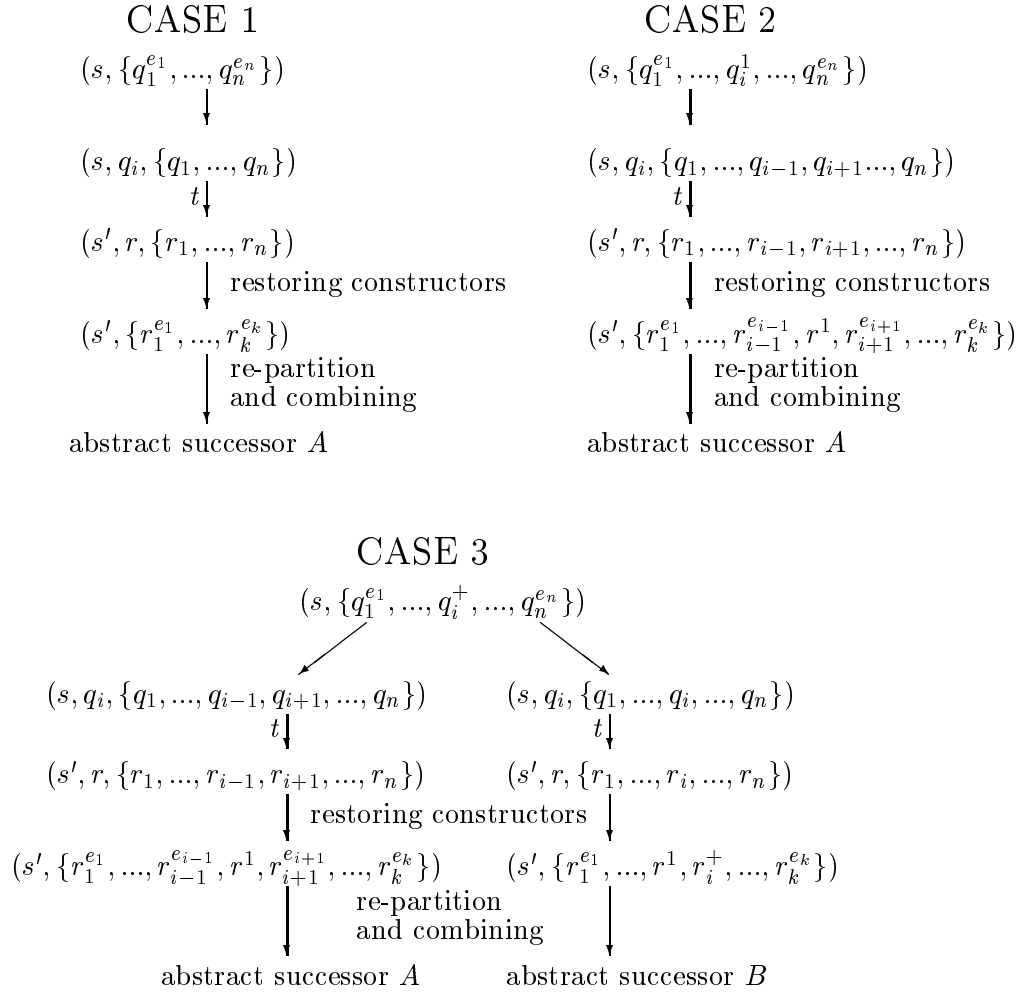 CASE 1
$(s, \{q_1^{e_1}, ..., q_n^{e_n}\})$
$(s, q_i, \{q_1, ..., q_n\})$
$t$
$(s', r, \{r_1, ..., r_n\})$
restoring constructors
$(s', \{r_1^{e_1}, ..., r_k^{e_k}\})$
re-partition
and combining
abstract successor $A$
CASE 2
$(s, \{q_1^{e_1}, ..., q_i^1, ..., q_n^{e_n}\})$
$(s, q_i, \{q_1, ..., q_{i-1}, q_{i+1}..., q_n\})$
$t$
$(s', r, \{r_1, ..., r_{i-1}, r_{i+1}, ..., r_n\})$
restoring constructors
$(s', \{r_1^{e_1}, ..., r_{i-1}^{e_{i-1}}, r^1, r_{i+1}^{e_{i+1}}, ..., r_k^{e_k}\})$
re-partition
and combining
abstract successor $A$
CASE 3
$(s, \{q_1^{e_1}, ..., q_i^+, ..., q_n^{e_n}\})$
$(s, q_i, \{q_1, ..., q_{i-1}, q_{i+1}, ..., q_n\})$
$(s, q_i, \{q_1, ..., q_i, ..., q_n\})$
$t$
$t$
$(s', r, \{r_1, ..., r_{i-1}, r_{i+1}, ..., r_n\})$
$(s', r, \{r_1, ..., r_i, ..., r_n\})$
restoring constructors
$(s', \{r_1^{e_1}, ..., r_{i-1}^{e_{i-1}}, r^1, r_{i+1}^{e_{i+1}}, ..., r_k^{e_k}\})$
$(s', \{r_1^{e_1}, ..., r^1, r_i^+, ..., r_k^{e_k}\})$
re-partition
and combining
abstract successor $A$
abstract successor $B$